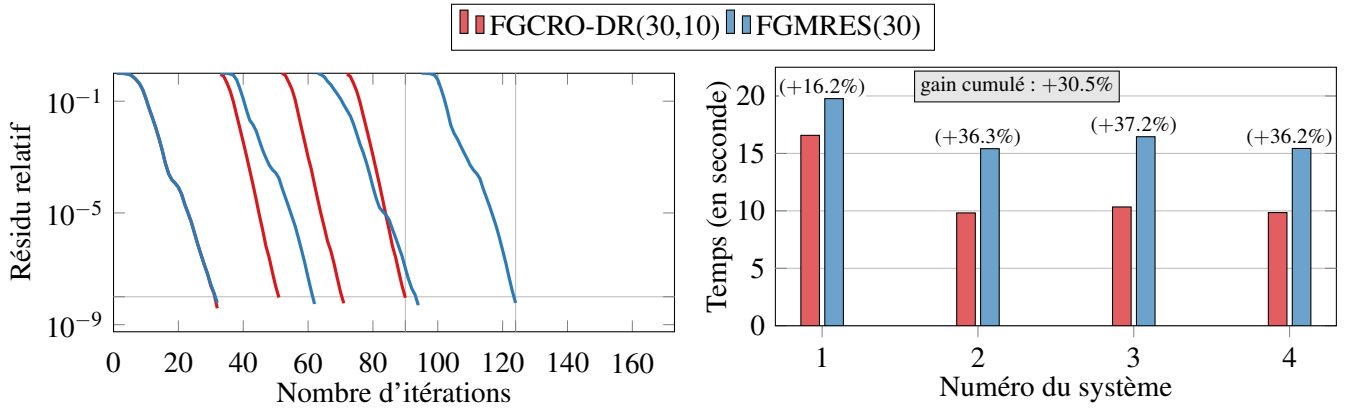 FGCRO-DR(30,10) FGMRES(30)
Résidu relatif
10⁻¹
10⁻⁵
10⁻⁹
0 20 40 60 80 100 120 140 160
Nombre d'itérations
Temps (en seconde)
20
15
10
5
0
gain cumulé : +30.5%
(+16.2%)
(+36.3%)
(+37.2%)
(+36.2%)
1 2 3 4
Numéro du système